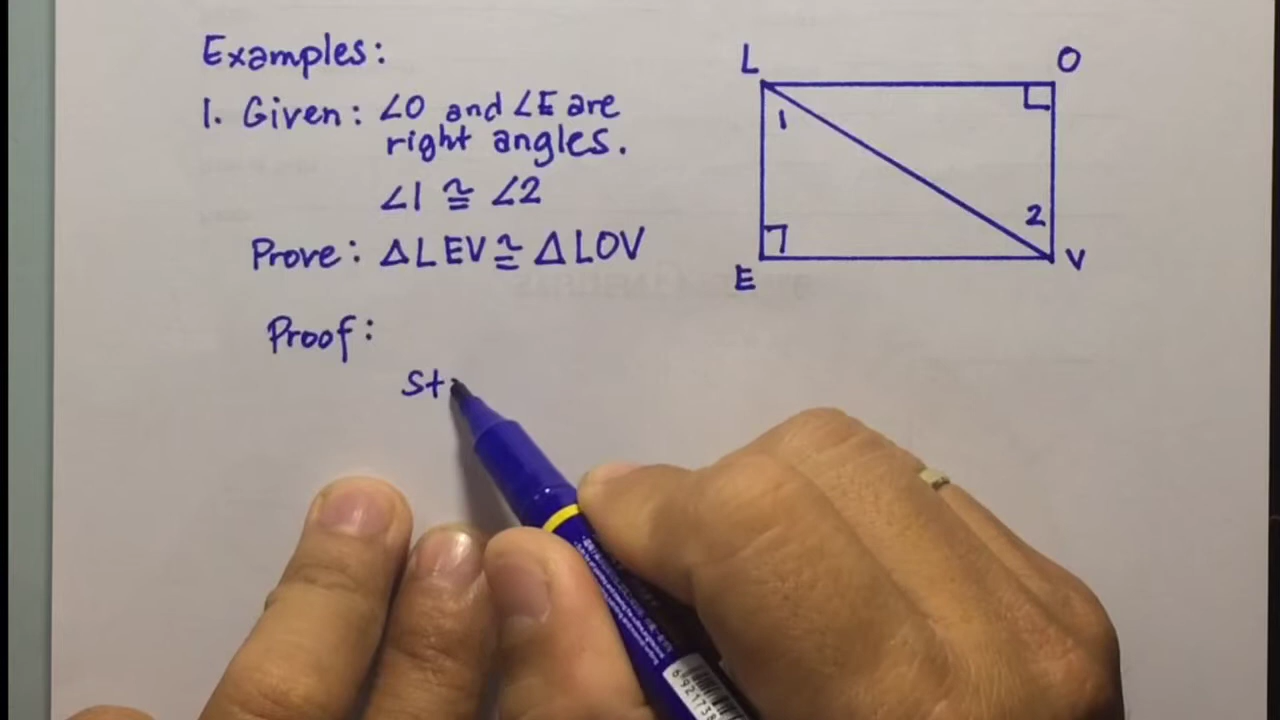 Examples:
1. Given: ∠O and ∠E are
right angles.
∠1 ≅ ∠2
Prove: △LEV ≅ △LOV
Proof:
St
L
O
1
2
E
V